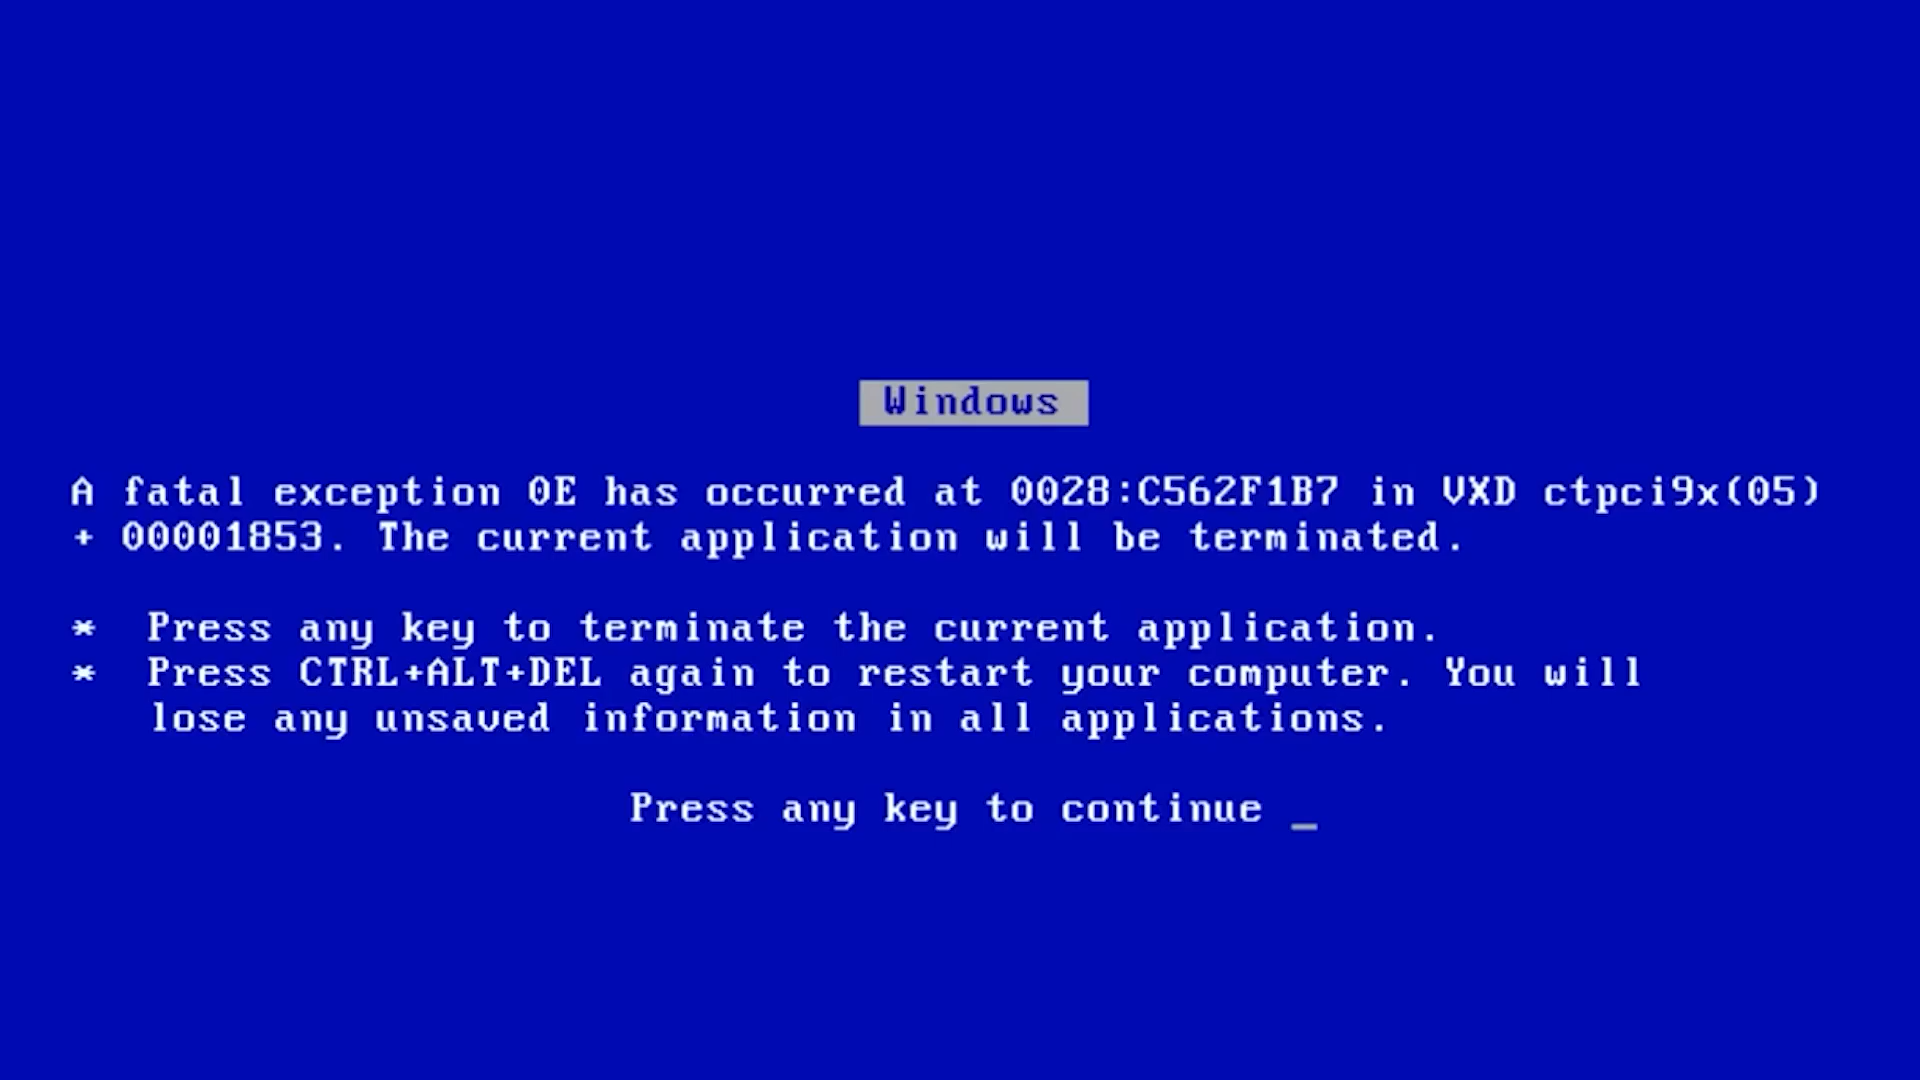 Windows
A fatal exception 0E has occurred at 0028:C562F1B7 in VXD ctpci9x(05)
+ 00001853. The current application will be terminated.
* Press any key to terminate the current application.
* Press CTRL+ALT+DEL again to restart your computer. You will
lose any unsaved information in all applications.
Press any key to continue _